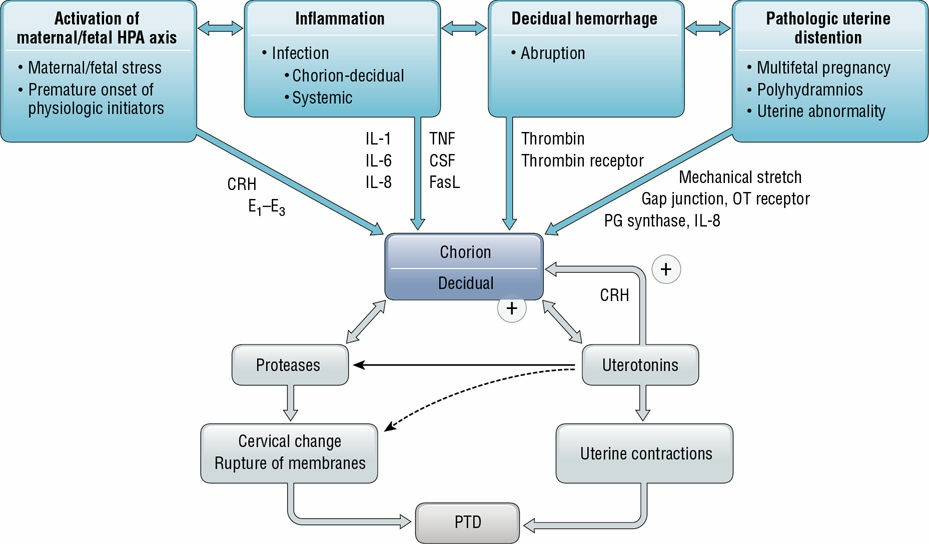 Activation of
maternal/fetal HPA axis
• Maternal/fetal stress
• Premature onset of
physiologic initiators
Inflammation
• Infection
• Chorion-decidual
• Systemic
Decidual hemorrhage
• Abruption
Pathologic uterine
distention
• Multifetal pregnancy
• Polyhydramnios
• Uterine abnormality
CRH
E₁–E₃
IL-1
IL-6
IL-8
TNF
CSF
FasL
Thrombin
Thrombin receptor
Mechanical stretch
Gap junction, OT receptor
PG synthase, IL-8
Chorion
Decidual
+
CRH
+
Proteases
Uterotonins
Cervical change
Rupture of membranes
Uterine contractions
PTD